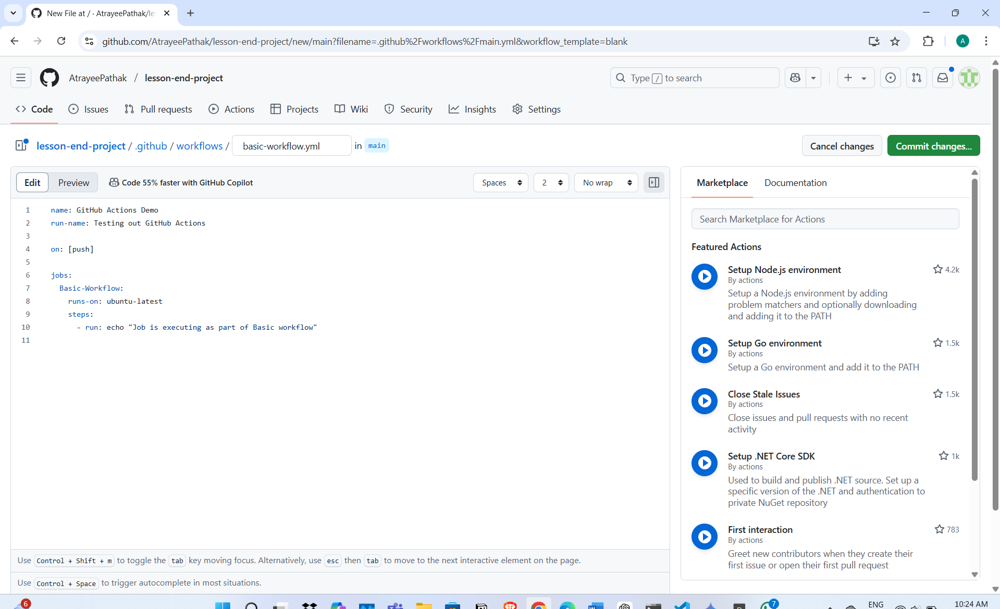 New File at / · AtrayeePathak/le
github.com/AtrayeePathak/lesson-end-project/new/main?filename=.github%2Fworkflows%2Fmain.yml&workflow_template=blank
A
AtrayeePathak / lesson-end-project
Type / to search
Code
Issues
Pull requests
Actions
Projects
Wiki
Security
Insights
Settings
lesson-end-project / .github / workflows / basic-workflow.yml in main
Cancel changes
Commit changes...
Edit
Preview
Code 55% faster with GitHub Copilot
Spaces
2
No wrap
1 name: GitHub Actions Demo
2 run-name: Testing out GitHub Actions
3
4 on: [push]
5
6 jobs:
7 Basic-Workflow:
8 runs-on: ubuntu-latest
9 steps:
10 - run: echo "Job is executing as part of Basic workflow"
11
Use Control + Shift + m to toggle the tab key moving focus. Alternatively, use esc then tab to move to the next interactive element on the page.
Use Control + Space to trigger autocomplete in most situations.
Marketplace
Documentation
Search Marketplace for Actions
Featured Actions
Setup Node.js environment 4.2k
By actions
Setup a Node.js environment by adding
problem matchers and optionally downloading
and adding it to the PATH
Setup Go environment 1.5k
By actions
Setup a Go environment and add it to the PATH
Close Stale Issues 1.5k
By actions
Close issues and pull requests with no recent
activity
Setup .NET Core SDK 1k
By actions
Used to build and publish .NET source. Set up a
specific version of the .NET and authentication to
private NuGet repository
First interaction 783
By actions
Greet new contributors when they create their
first issue or open their first pull request
6
7
ENG
10:24 AM